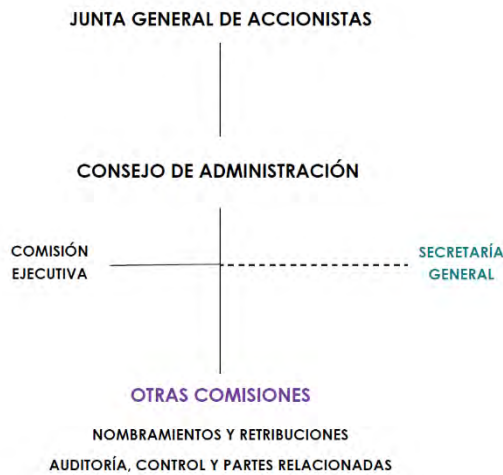 JUNTA GENERAL DE ACCIONISTAS
CONSEJO DE ADMINISTRACIÓN
COMISIÓN
EJECUTIVA
SECRETARÍA
GENERAL
OTRAS COMISIONES
NOMBRAMIENTOS Y RETRIBUCIONES
AUDITORÍA, CONTROL Y PARTES RELACIONADAS